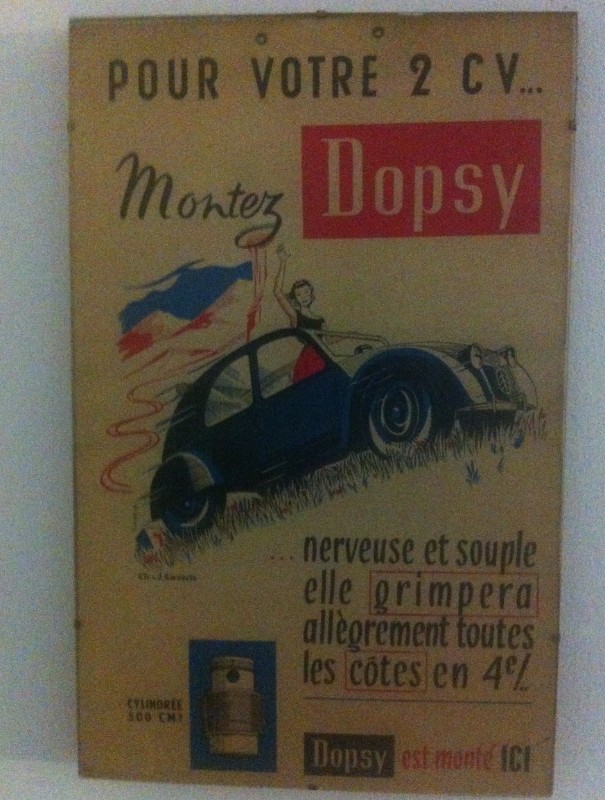 POUR VOTRE 2 CV...
Montez Dopsy
... nerveuse et souple
elle grimpera
allègrement toutes
les côtes en 4e/.
CYLINDRÉE
500 CM3
Dopsy est monté ICI